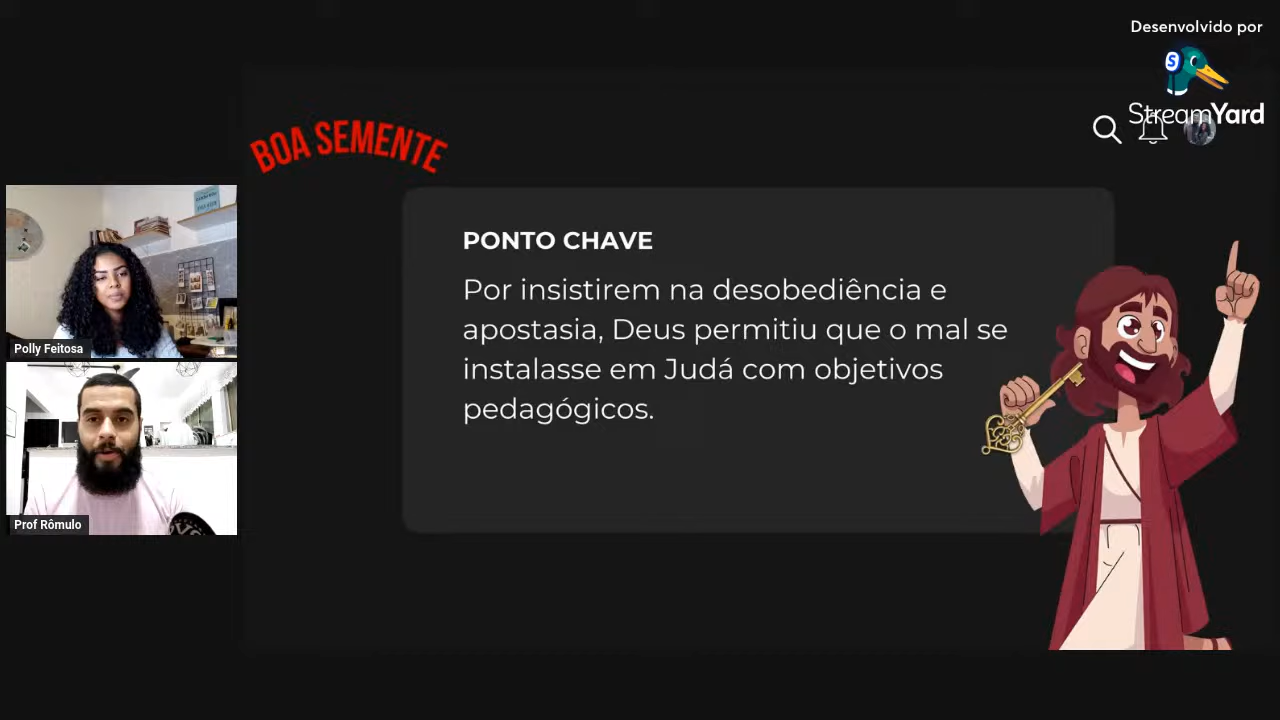 Desenvolvido por
StreamYard
BOA SEMENTE
PONTO CHAVE
Por insistirem na desobediência e
apostasia, Deus permitiu que o mal se
instalasse em Judá com objetivos
pedagógicos.
Polly Feitosa
Prof Rômulo